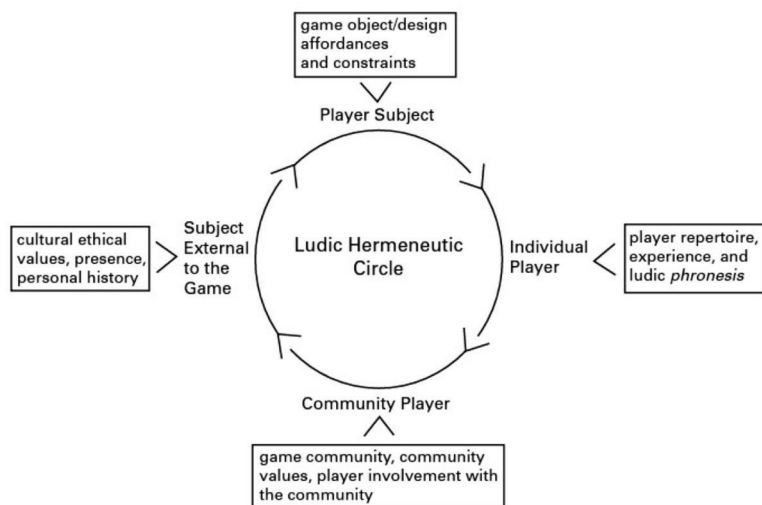 game object/design
affordances
and constraints
Player Subject
Subject
External
to the
Game
cultural ethical
values, presence,
personal history
Ludic Hermeneutic
Circle
Individual
Player
player repertoire,
experience, and
ludic phronesis
Community Player
game community, community
values, player involvement with
the community